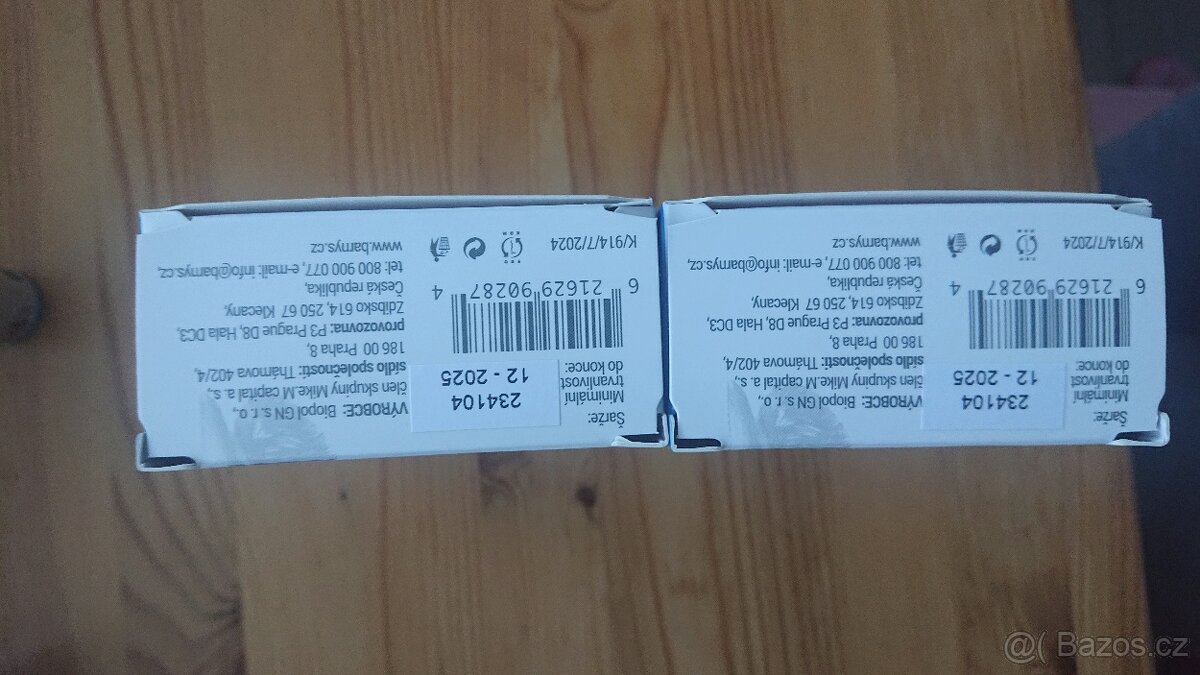 Šarže:
234104
Minimální
trvanlivost
do konce:
12 - 2025
6 21629 90287 4
K/914/7/2024
EKO
KOM
VÝROBCE: Biopol GN s. r. o.,
člen skupiny Mike.M capital a. s.,
sídlo společnosti: Thámova 402/4,
186 00 Praha 8,
provozovna: P3 Prague D8, Hala DC3,
Zdibsko 614, 250 67 Klecany,
Česká republika,
tel: 800 900 077, e-mail: info@barnys.cz,
www.barnys.cz
Šarže:
234104
Minimální
trvanlivost
do konce:
12 - 2025
6 21629 90287 4
K/914/7/2024
EKO
KOM
VÝROBCE: Biopol GN s. r. o.,
člen skupiny Mike.M capital a. s.,
sídlo společnosti: Thámova 402/4,
186 00 Praha 8,
provozovna: P3 Prague D8, Hala DC3,
Zdibsko 614, 250 67 Klecany,
Česká republika,
tel: 800 900 077, e-mail: info@barnys.cz,
www.barnys.cz
@( Bazos.cz